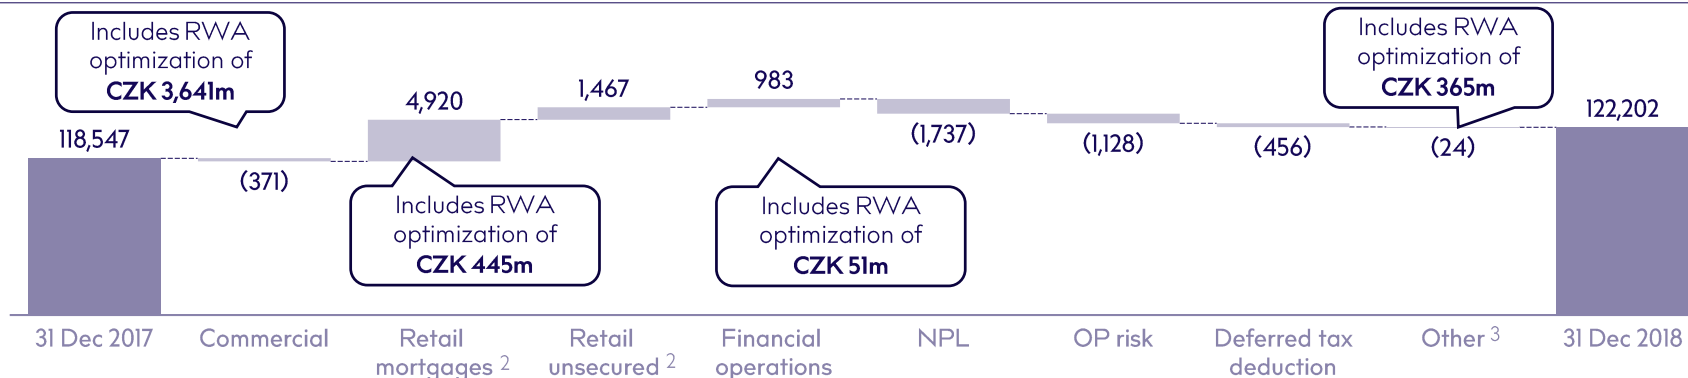 Includes RWA
optimization of
CZK 3,641m
Includes RWA
optimization of
CZK 365m
118,547
(371)
4,920
1,467
983
(1,737)
(1,128)
(456)
(24)
122,202
Includes RWA
optimization of
CZK 445m
Includes RWA
optimization of
CZK 51m
31 Dec 2017
Commercial
Retail
mortgages 2
Retail
unsecured 2
Financial
operations
NPL
OP risk
Deferred tax
deduction
Other 3
31 Dec 2018